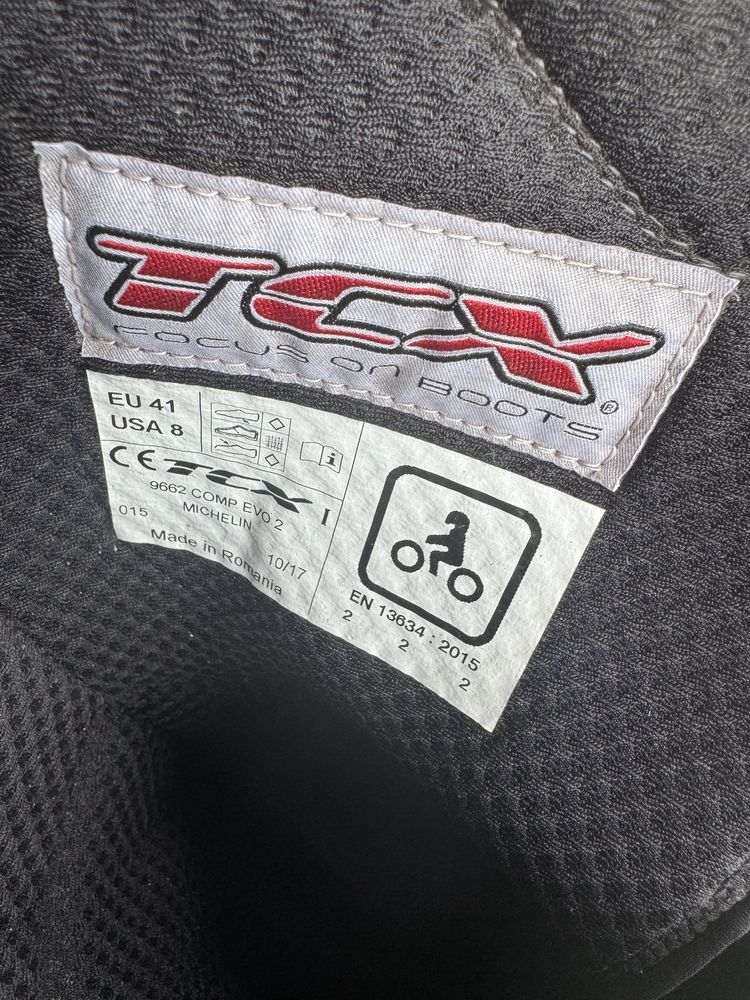 TCX®
FOCUS ON BOOTS
EU 41
USA 8
i
CE TCX
9662 COMP EVO 2 I
MICHELIN
015
10/17
Made in Romania
EN 13634 : 2015
2 2 2